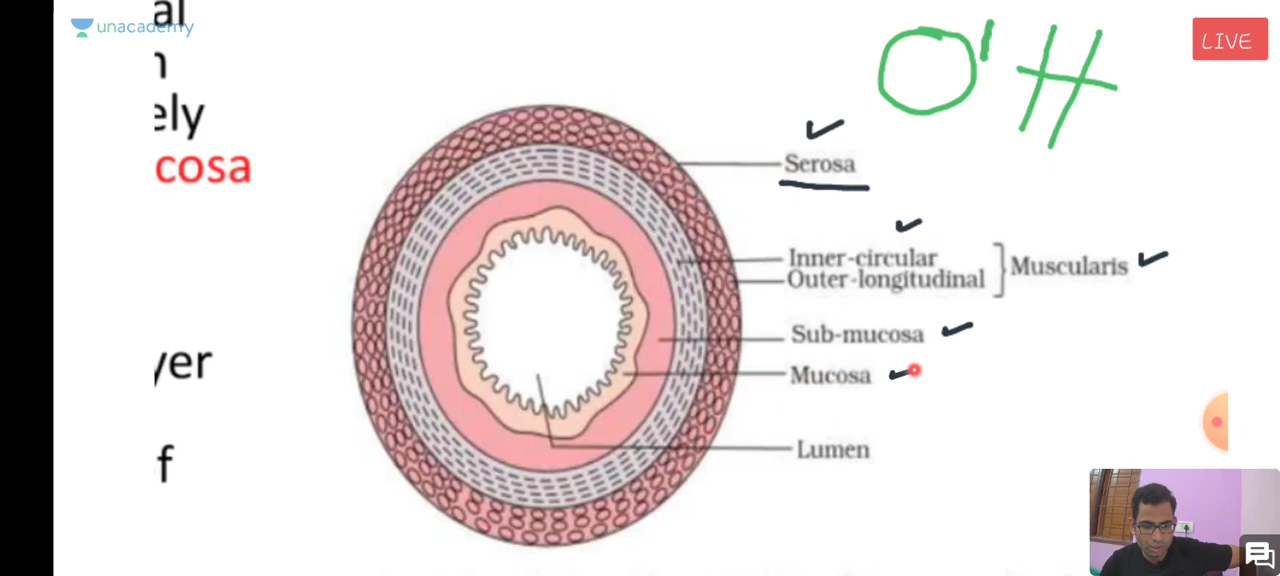 al
unacademy
LIVE
n
ely
cosa
Serosa
Inner-circular
Outer-longitudinal
Muscularis
Sub-mucosa
Mucosa
yer
Lumen
f